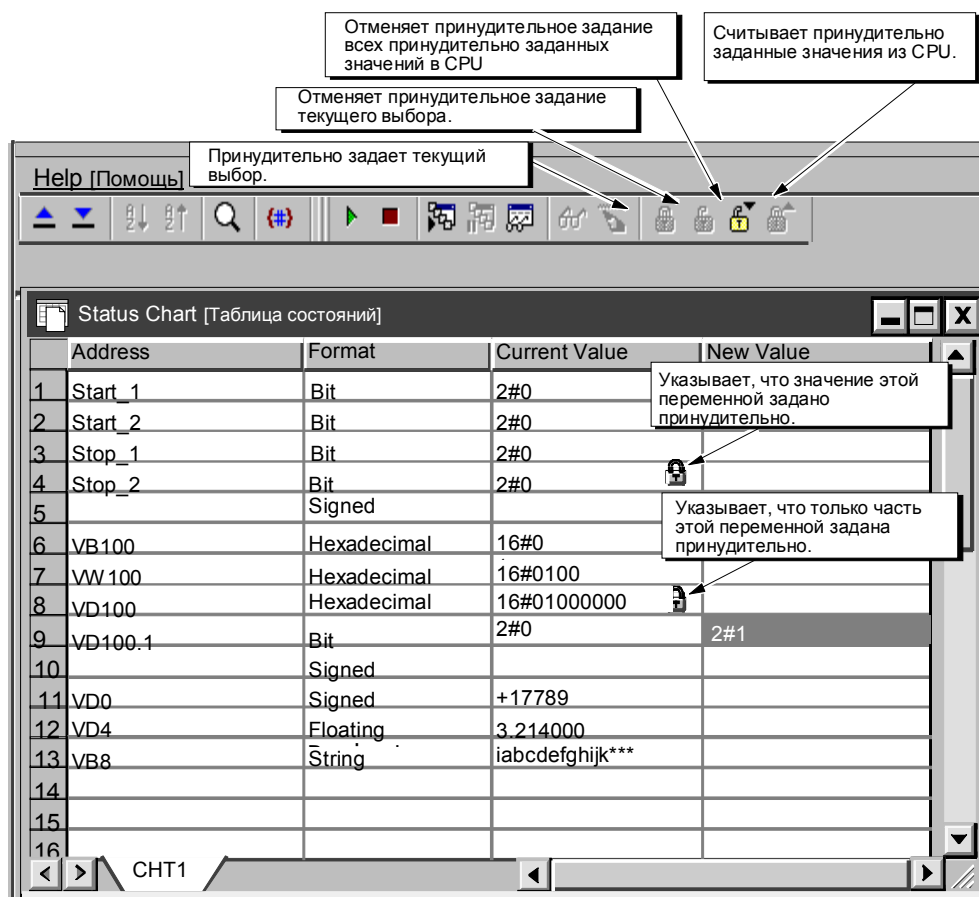 Отменяет принудительное задание
всех принудительно заданных
значений в CPU
Считывает принудительно
заданные значения из CPU.
Отменяет принудительное задание
текущего выбора.
Принудительно задает текущий
выбор.
Help [Помощь]
Status Chart [Таблица состояний]
Address Format Current Value New Value
1 Start_1 Bit 2#0
Указывает, что значение этой
переменной задано
принудительно.
2 Start_2 Bit 2#0
3 Stop_1 Bit 2#0
4 Stop_2 Bit 2#0
5 Signed
Указывает, что только часть
этой переменной задана
принудительно.
6 VB100 Hexadecimal 16#0
7 VW100 Hexadecimal 16#0100
8 VD100 Hexadecimal 16#01000000
9 VD100.1 Bit 2#0 2#1
10 Signed
11 VD0 Signed +17789
12 VD4 Floating 3.214000
13 VB8 String iabcdefghijk***
14
15
16
CHT1